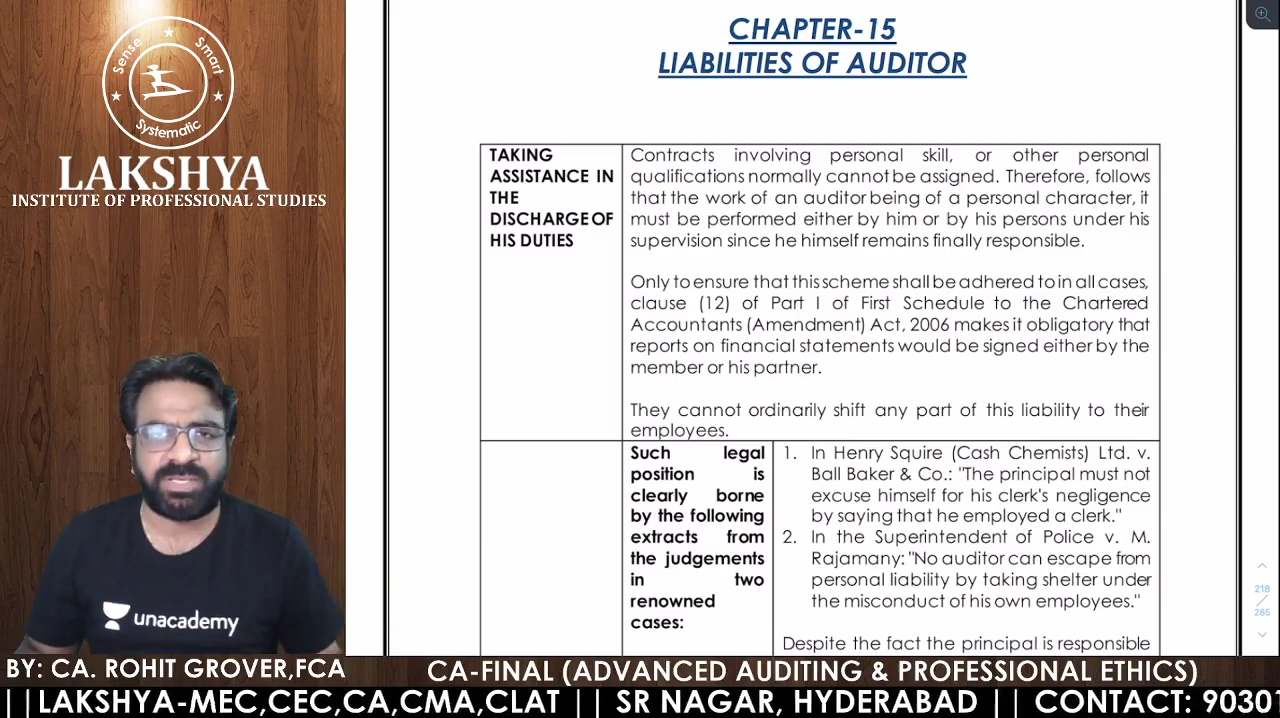 Sense
Smart
Systematic
LAKSHYA
INSTITUTE OF PROFESSIONAL STUDIES
CHAPTER-15
LIABILITIES OF AUDITOR
TAKING
ASSISTANCE IN
THE
DISCHARGE OF
HIS DUTIES
Contracts involving personal skill, or other personal
qualifications normally cannot be assigned. Therefore, follows
that the work of an auditor being of a personal character, it
must be performed either by him or by his persons under his
supervision since he himself remains finally responsible.
Only to ensure that this scheme shall be adhered to in all cases,
clause (12) of Part I of First Schedule to the Chartered
Accountants (Amendment) Act, 2006 makes it obligatory that
reports on financial statements would be signed either by the
member or his partner.
They cannot ordinarily shift any part of this liability to their
employees.
Such legal
position is
clearly borne
by the following
extracts from
the judgements
in two
renowned
cases:
1. In Henry Squire (Cash Chemists) Ltd. v.
Ball Baker & Co.: "The principal must not
excuse himself for his clerk's negligence
by saying that he employed a clerk."
2. In the Superintendent of Police v. M.
Rajamany: "No auditor can escape from
personal liability by taking shelter under
the misconduct of his own employees."
Despite the fact the principal is responsible
218
/
285
unacademy
BY: CA. ROHIT GROVER,FCA
CA-FINAL (ADVANCED AUDITING & PROFESSIONAL ETHICS)
||LAKSHYA-MEC,CEC,CA,CMA,CLAT || SR NAGAR, HYDERABAD || CONTACT: 9030